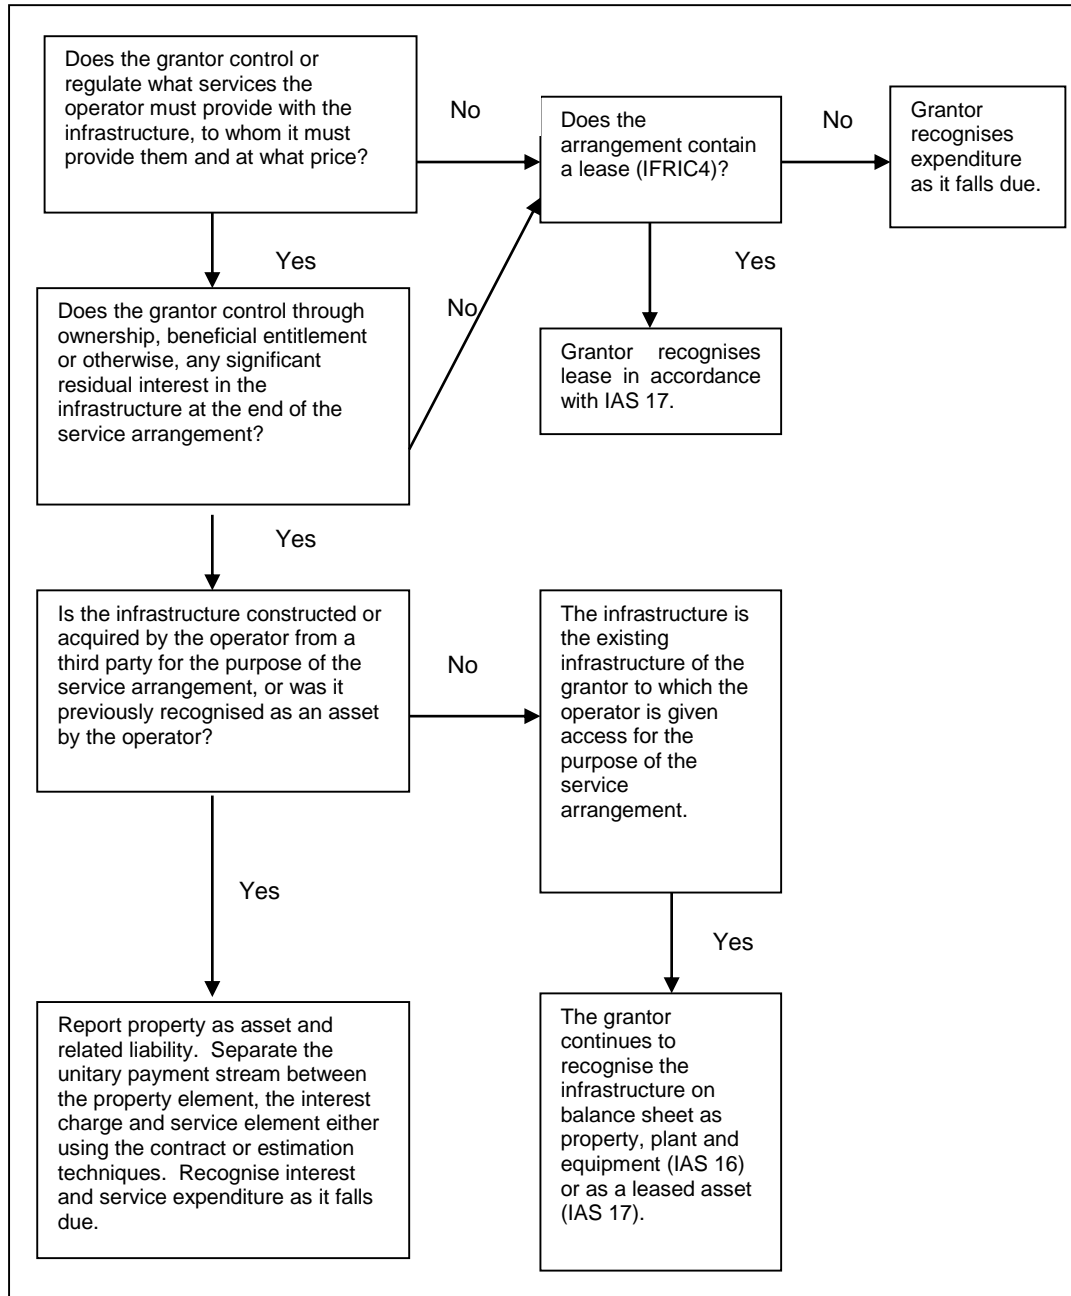 Does the grantor control or
regulate what services the
operator must provide with the
infrastructure, to whom it must
provide them and at what price?
No
Does the
arrangement contain
a lease (IFRIC4)?
No
Grantor
recognises
expenditure
as it falls due.
Yes
Yes
Does the grantor control through
ownership, beneficial entitlement
or otherwise, any significant
residual interest in the
infrastructure at the end of the
service arrangement?
No
Grantor recognises
lease in accordance
with IAS 17.
Yes
Is the infrastructure constructed or
acquired by the operator from a
third party for the purpose of the
service arrangement, or was it
previously recognised as an asset
by the operator?
No
The infrastructure is
the existing
infrastructure of the
grantor to which the
operator is given
access for the
purpose of the
service
arrangement.
Yes
Yes
Report property as asset and
related liability. Separate the
unitary payment stream between
the property element, the interest
charge and service element either
using the contract or estimation
techniques. Recognise interest
and service expenditure as it falls
due.
The grantor
continues to
recognise the
infrastructure on
balance sheet as
property, plant and
equipment (IAS 16)
or as a leased asset
(IAS 17).